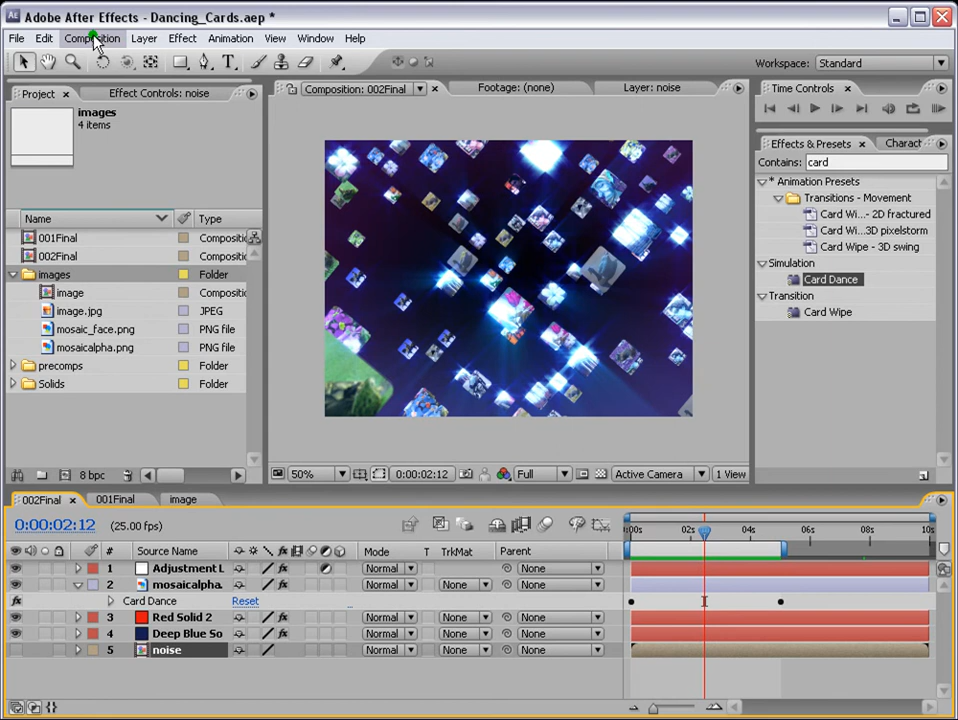 Adobe After Effects - Dancing_Cards.aep *
File Edit Composition Layer Effect Animation View Window Help
Workspace: Standard
Project Effect Controls: noise
Composition: 002Final Footage: (none) Layer: noise
Time Controls
images
4 items
Effects & Presets Charact
Contains: card
* Animation Presets
Transitions - Movement
Card Wi...- 2D fractured
Card Wi...3D pixelstorm
Card Wipe - 3D swing
Simulation
Card Dance
Transition
Card Wipe
Name Type
001Final Composition
002Final Composition
images Folder
image Composition
image.jpg JPEG
mosaic_face.png PNG file
mosaicalpha.png PNG file
precomps Folder
Solids Folder
8 bpc
50% 0:00:02:12 Full Active Camera 1 View
002Final 001Final image
0:00:02:12 (25.00 fps)
:00s 02s 04s 06s 08s 10s
# Source Name Mode T TrkMat Parent
1 Adjustment L Normal None
2 mosaicalpha. Normal None None
Card Dance Reset
3 Red Solid 2 Normal None None
4 Deep Blue So Normal None None
5 noise Normal None None